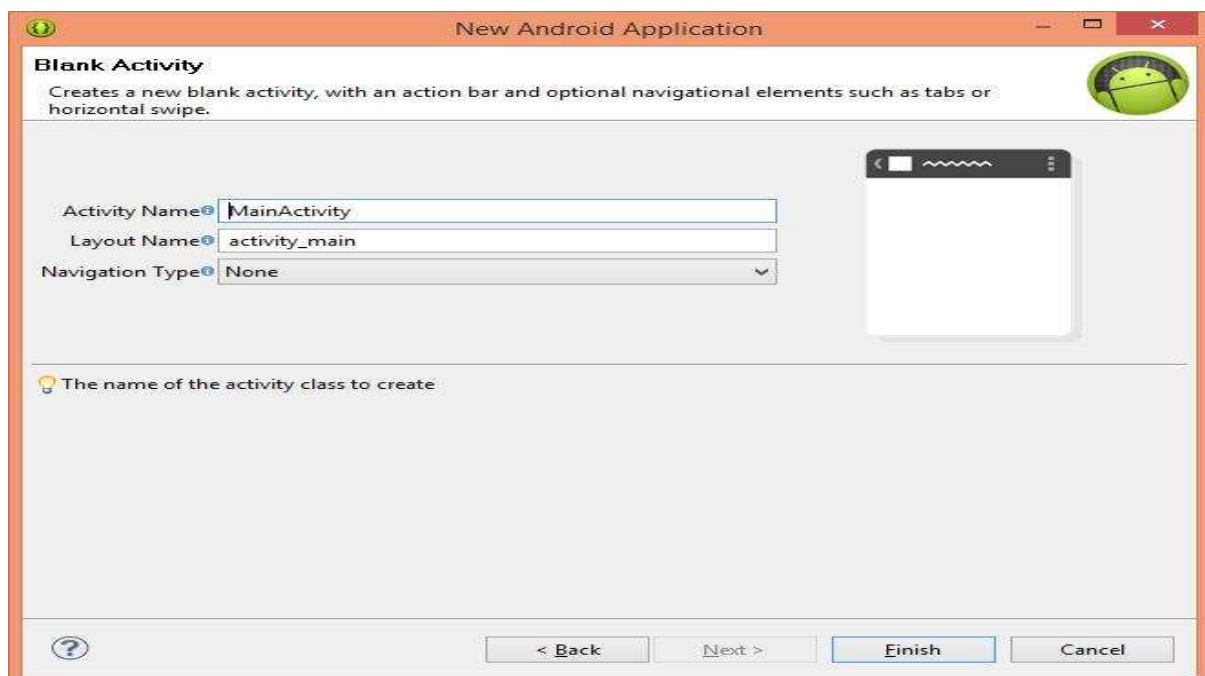 New Android Application
Blank Activity
Creates a new blank activity, with an action bar and optional navigational elements such as tabs or
horizontal swipe.
Activity Name MainActivity
Layout Name activity_main
Navigation Type None
The name of the activity class to create
< Back Next > Finish Cancel